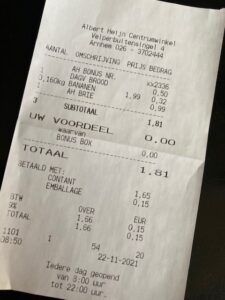 Albert Heijn Centrumwinkel
Velperbuitensingel 4
Arnhem 026 - 3702444
AANTAL OMSCHRIJVING PRIJS BEDRAG
AH BONUS NR. xx2336
DAGV BROOD 0,50
0,160kg BANANEN 1,99 0,32
AH BRIE 0,99
3 SUBTOTAAL 1,81
UW VOORDEEL 0,00
waarvan
BONUS BOX 0,00
TOTAAL 1,81
BETAALD MET:
CONTANT 1,65
EMBALLAGE 0,15
BTW OVER EUR
9% 1,66 0,15
TOTAAL 1,66 0,15
1101 1 54 20
08:50 22-11-2021
Iedere dag geopend
van 8:00 uur
tot 22:00 uur.